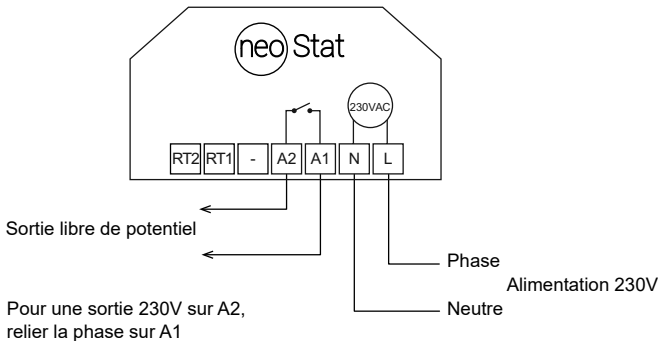 neo Stat
230VAC
RT2 RT1 - A2 A1 N L
Sortie libre de potentiel
Phase
Alimentation 230V
Neutre
Pour une sortie 230V sur A2,
relier la phase sur A1